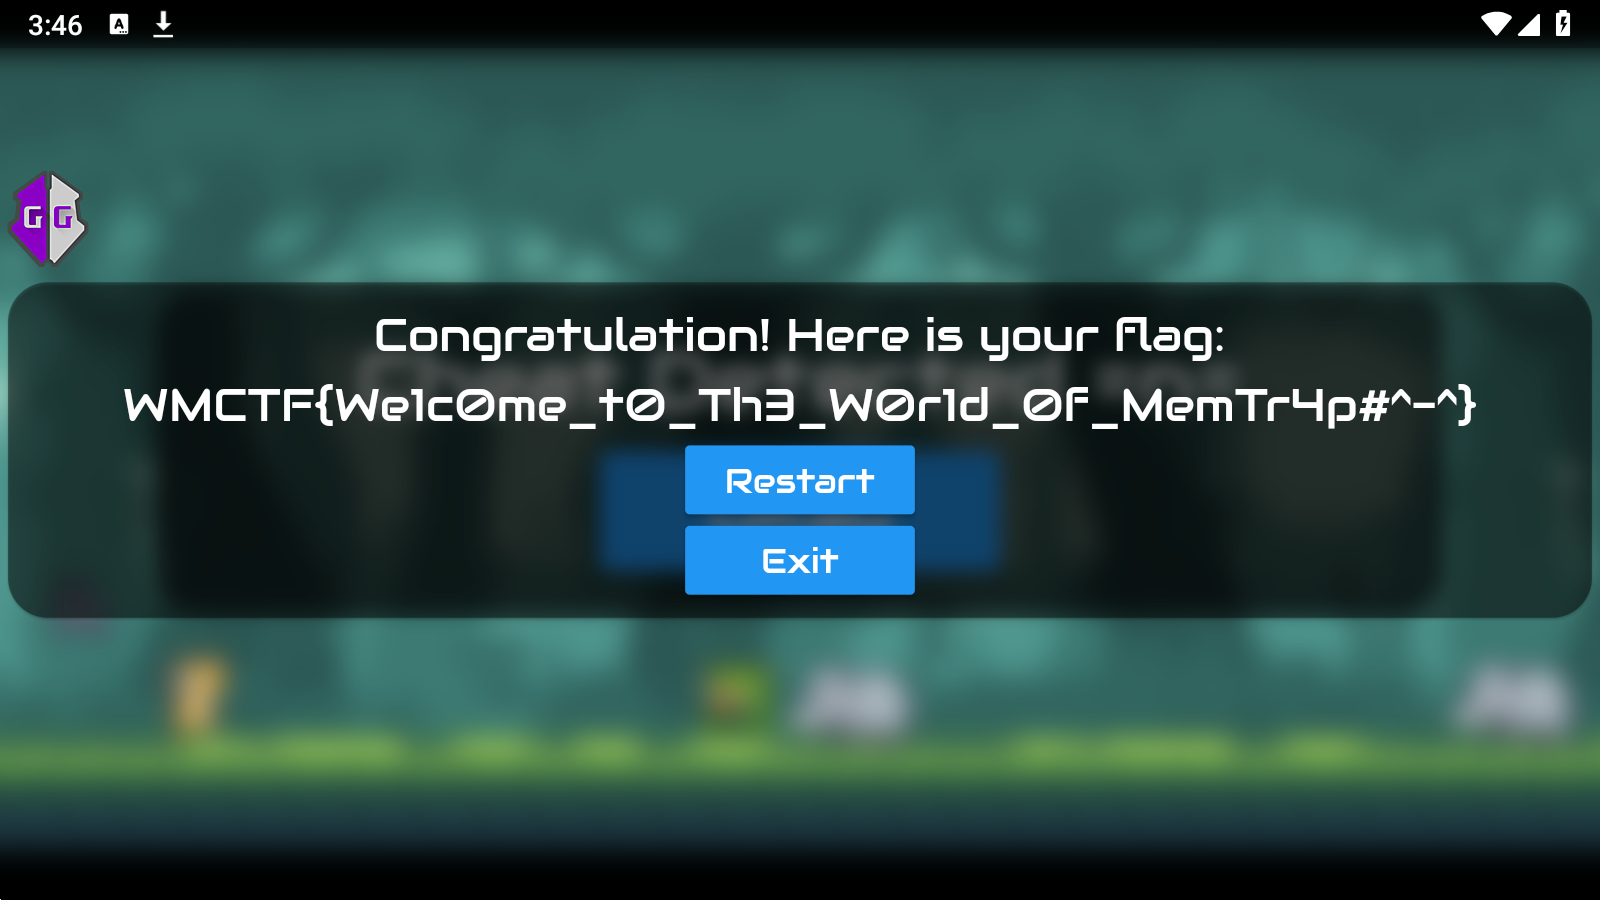 3:46
A
GG
Congratulation! Here is your flag:
WMCTF{We1c0me_t0_Th3_W0r1d_0f_MemTr4p#^-^}
Restart
Exit